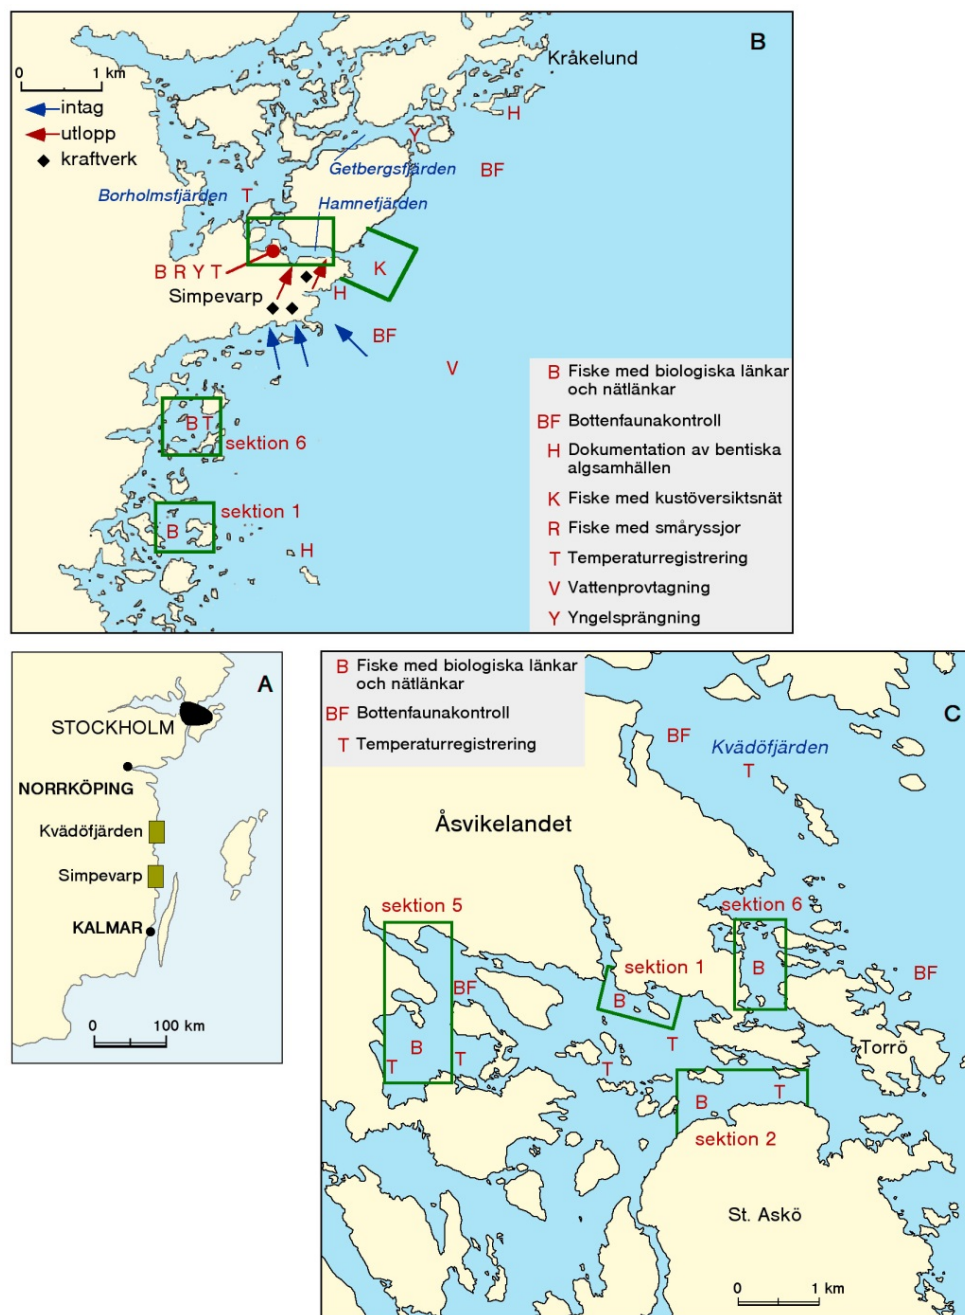 B
Kråkelund
0 1 km
intag
utlopp
kraftverk
H
Y
Getbergsfjärden
BF
Borholmsfjärden
T
Hamnefjärden
K
B R Y T
Simpevarp
H
BF
V
B T
sektion 6
sektion 1
B
H
B Fiske med biologiska länkar
och nätlänkar
BF Bottenfaunakontroll
H Dokumentation av bentiska
algsamhällen
K Fiske med kustöversiktsnät
R Fiske med småryssjor
T Temperaturregistrering
V Vattenprovtagning
Y Yngelsprängning
A
STOCKHOLM
NORRKÖPING
Kvädöfjärden
Simpevarp
KALMAR
0 100 km
B Fiske med biologiska länkar
och nätlänkar
BF Bottenfaunakontroll
T Temperaturregistrering
C
BF
Kvädöfjärden
T
Åsvikelandet
sektion 5
sektion 6
sektion 1
B
BF
BF
B
T
B
T
T
T
Torrö
B
T
sektion 2
St. Askö
0 1 km